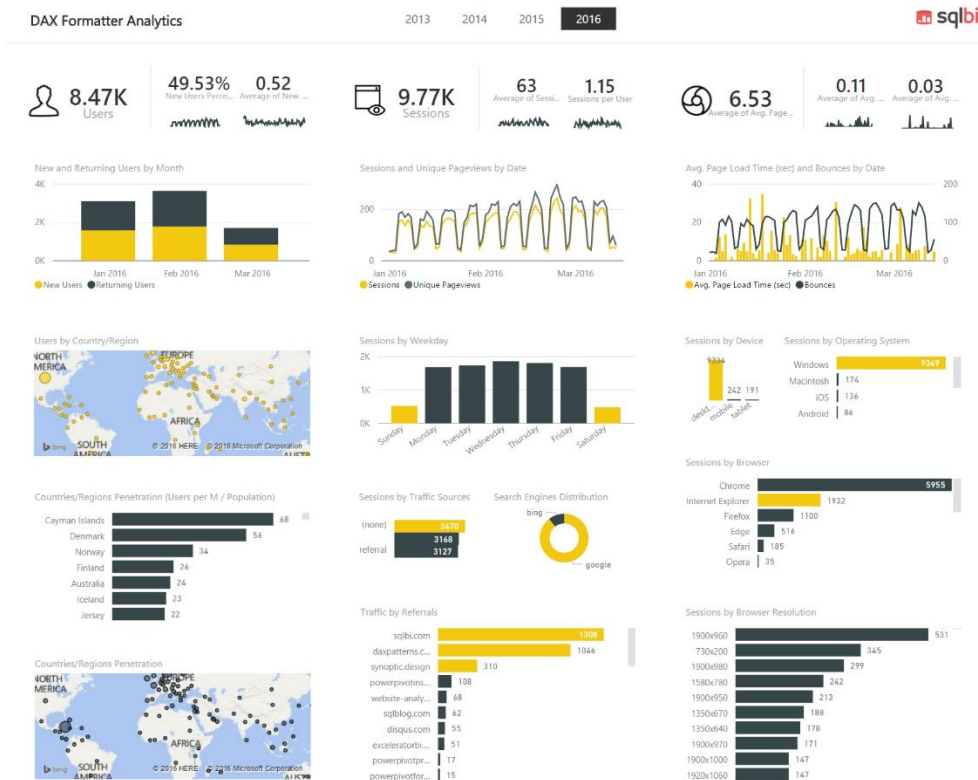 DAX Formatter Analytics
2013 2014 2015 2016
sqlbi
8.47K
Users
49.53%
New Users Perce...
0.52
Average of New ...
9.77K
Sessions
63
Average of Sessi...
1.15
Sessions per User
6.53
Average of Avg. Page...
0.11
Average of Avg. ...
0.03
Average of Avg. ...
New and Returning Users by Month
4K
2K
0K
Jan 2016 Feb 2016 Mar 2016
New Users Returning Users
Sessions and Unique Pageviews by Date
200
0
Jan 2016 Feb 2016 Mar 2016
Sessions Unique Pageviews
Avg. Page Load Time (sec) and Bounces by Date
40 200
20 100
0 0
Jan 2016 Feb 2016 Mar 2016
Avg. Page Load Time (sec) Bounces
Users by Country/Region
NORTH
AMERICA
EUROPE
AFRICA
SOUTH
AMERICA
bing
© 2016 HERE © 2016 Microsoft Corporation
Sessions by Weekday
2K
1K
0K
Sunday Monday Tuesday Wednesday Thursday Friday Saturday
Sessions by Device
9334
242 191
deskt... mobile tablet
Sessions by Operating System
Windows 9349
Macintosh 174
iOS 136
Android 86
Countries/Regions Penetration (Users per M / Population)
Cayman Islands 68
Denmark 56
Norway 34
Finland 26
Australia 24
Iceland 23
Jersey 22
Sessions by Traffic Sources
(none) 3470
3168
referral 3127
Search Engines Distribution
bing
google
Sessions by Browser
Chrome 5955
Internet Explorer 1932
Firefox 1100
Edge 516
Safari 185
Opera 35
Countries/Regions Penetration
NORTH
AMERICA
EUROPE
AFRICA
SOUTH
AMERICA
bing
© 2016 HERE © 2016 Microsoft Corporation
Traffic by Referrals
sqlbi.com 1308
daxpatterns.c... 1046
synoptic.design 310
powerpivotins... 108
website-analy... 68
sqlblog.com 62
disqus.com 55
exceleratorbi.... 51
powerpivotpr... 17
powerpivotfor... 15
Sessions by Browser Resolution
1900x960 531
730x200 345
1900x980 299
1580x780 242
1900x950 213
1350x670 188
1350x640 178
1900x970 171
1900x1000 147
1920x1060 147